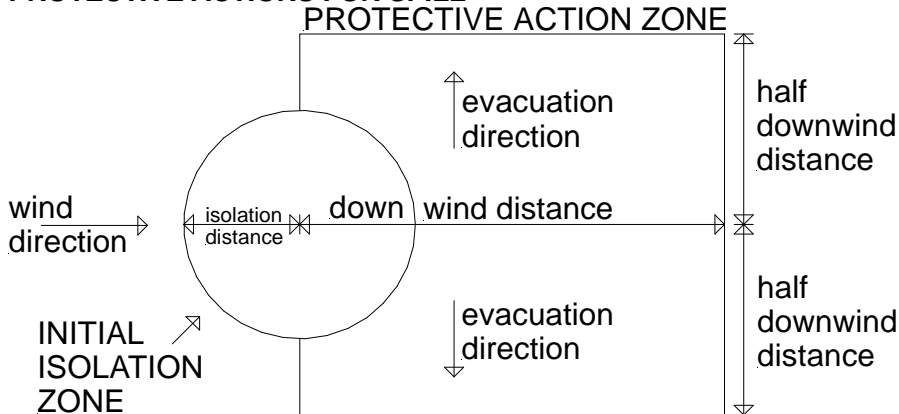 PROTECTIVE ACTION ZONE
evacuation
direction
half
downwind
distance
wind
direction
isolation
distance
down wind distance
INITIAL
ISOLATION
ZONE
evacuation
direction
half
downwind
distance